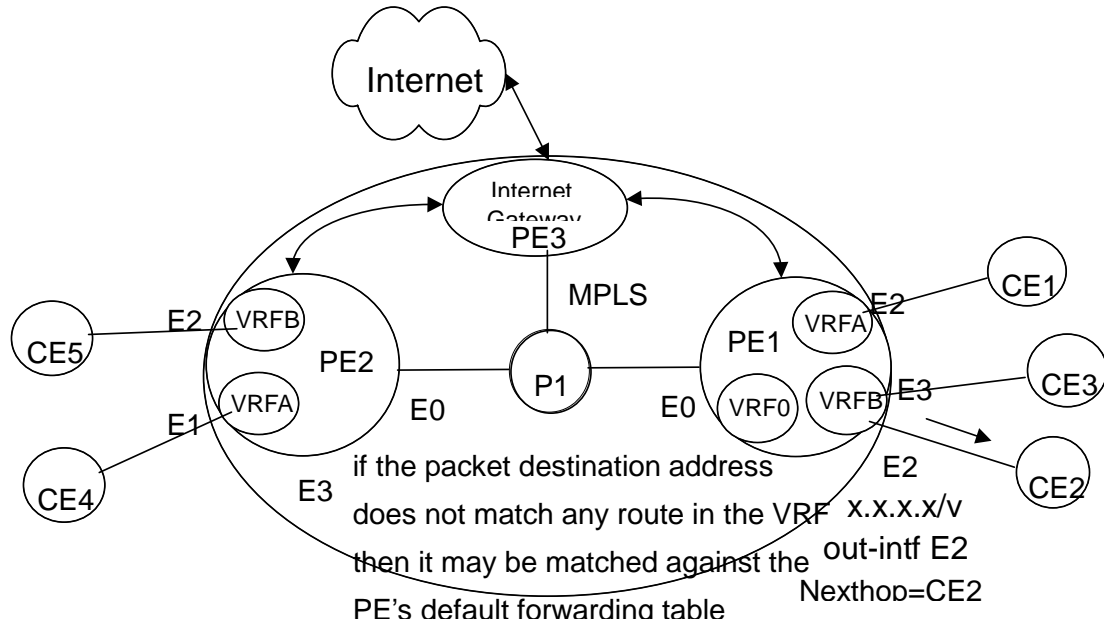 Internet
Internet
Gateway
PE3
MPLS
E2
CE1
VRFA
E2
VRFB
CE5
PE2
PE1
P1
CE3
E3
VRFA
VRF0
VRFB
E1
E0
E0
CE4
E3
E2
CE2
if the packet destination address
does not match any route in the VRF
then it may be matched against the
PE's default forwarding table
x.x.x.x/v
out-intf E2
Nexthop=CE2